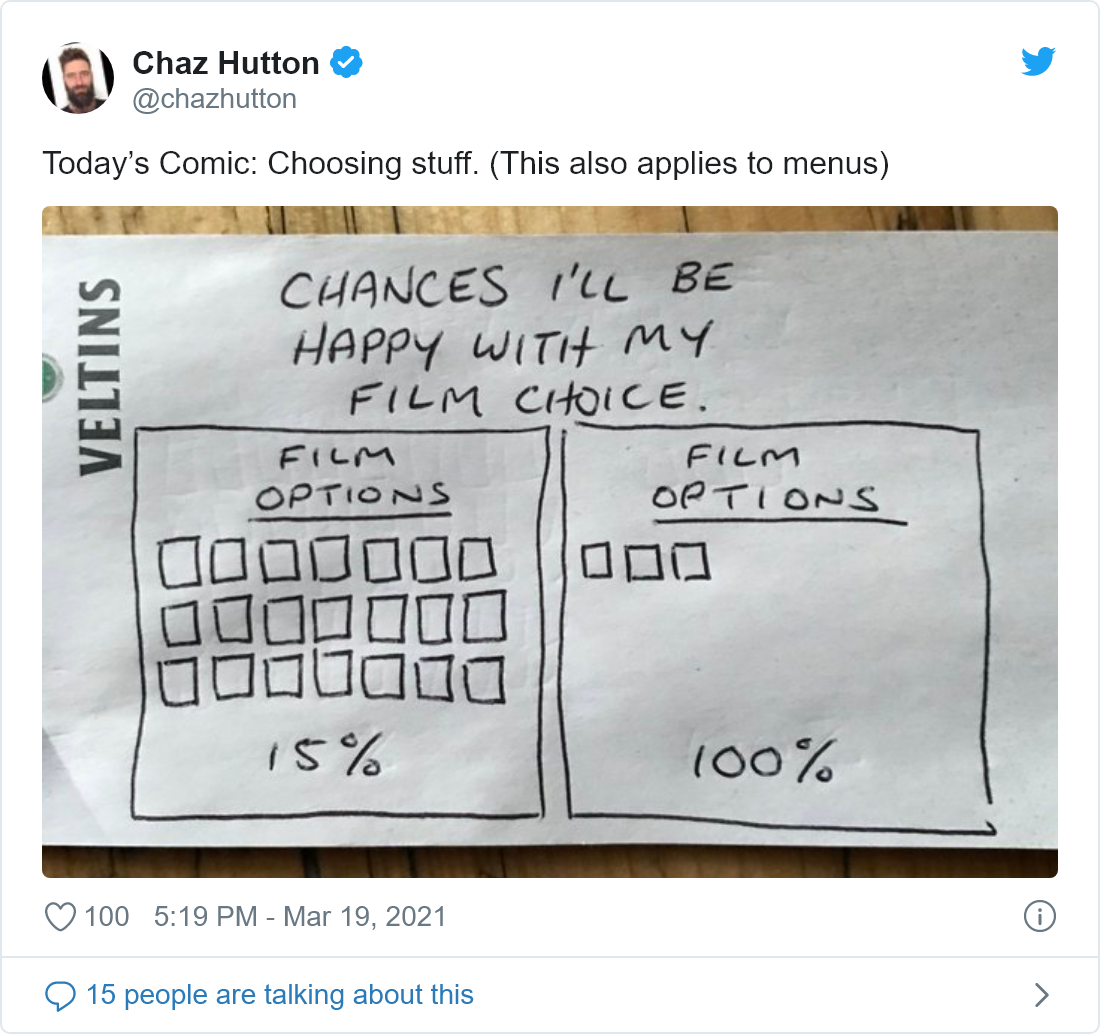 Chaz Hutton
@chazhutton
Today’s Comic: Choosing stuff. (This also applies to menus)
VELTINS
CHANCES I'LL BE
HAPPY WITH MY
FILM CHOICE.
FILM
OPTIONS
15%
FILM
OPTIONS
100%
100 5:19 PM - Mar 19, 2021
15 people are talking about this